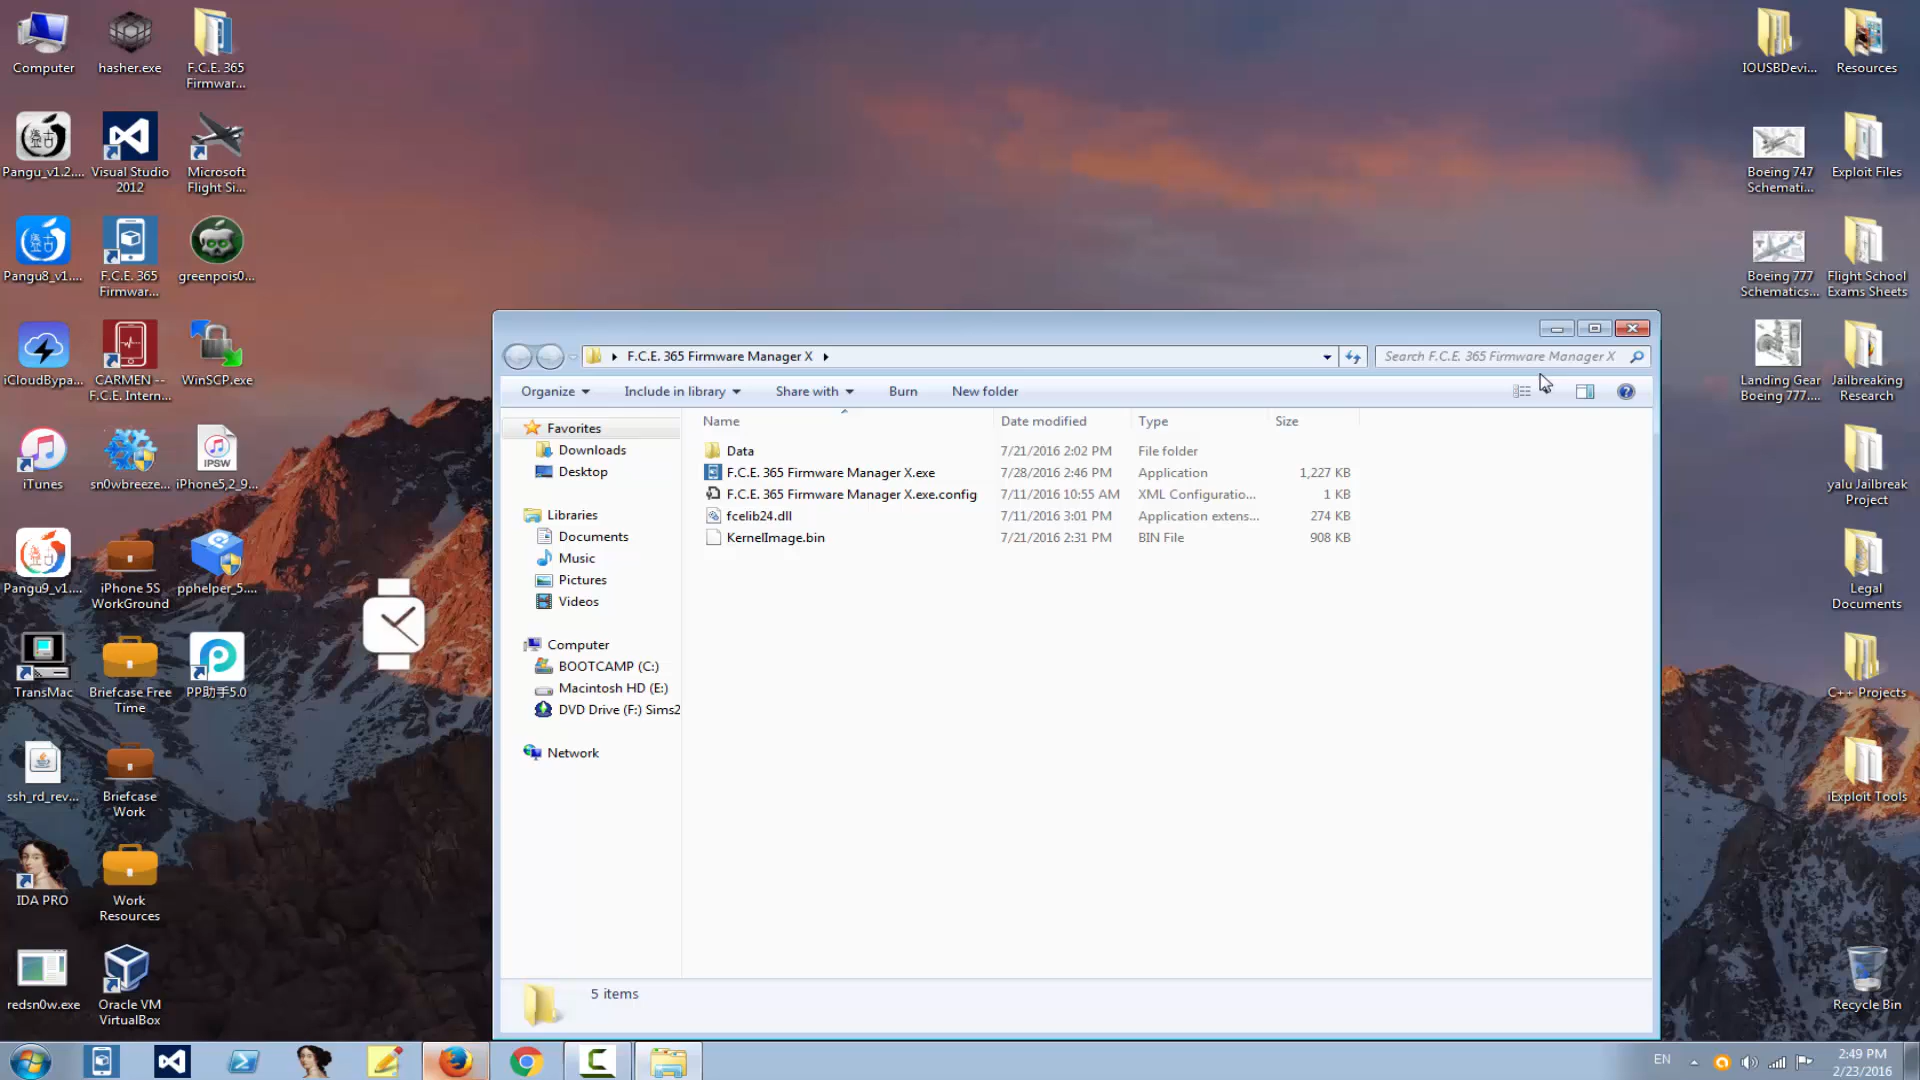 Computer
hasher.exe
F.C.E. 365
Firmwar...
Pangu_v1.2....
Visual Studio
2012
Microsoft
Flight Si...
Pangu8_v1....
F.C.E. 365
Firmwar...
greenpois0...
iCloudBypa...
CARMEN --
F.C.E. Intern...
WinSCP.exe
iTunes
sn0wbreeze...
IPSW
iPhone5,2_9...
Pangu9_v1....
iPhone 5S
WorkGround
pphelper_5....
TransMac
Briefcase Free
Time
PP助手5.0
ssh_rd_rev...
Briefcase
Work
IDA PRO
Work
Resources
redsn0w.exe
Oracle VM
VirtualBox
F.C.E. 365 Firmware Manager X
Search F.C.E. 365 Firmware Manager X
Organize
Include in library
Share with
Burn
New folder
Favorites
Downloads
Desktop
Libraries
Documents
Music
Pictures
Videos
Computer
BOOTCAMP (C:)
Macintosh HD (E:)
DVD Drive (F:) Sims2
Network
Name Date modified Type Size
Data 7/21/2016 2:02 PM File folder
F.C.E. 365 Firmware Manager X.exe 7/28/2016 2:46 PM Application 1,227 KB
F.C.E. 365 Firmware Manager X.exe.config 7/11/2016 10:55 AM XML Configuratio... 1 KB
fcelib24.dll 7/11/2016 3:01 PM Application extens... 274 KB
KernelImage.bin 7/21/2016 2:31 PM BIN File 908 KB
5 items
IOUSBDevi...
Resources
Boeing 747
Schemati...
Exploit Files
Boeing 777
Schematics...
Flight School
Exams Sheets
Landing Gear
Boeing 777....
Jailbreaking
Research
yalu Jailbreak
Project
Legal
Documents
C++ Projects
iExploit Tools
Recycle Bin
EN
2:49 PM
2/23/2016